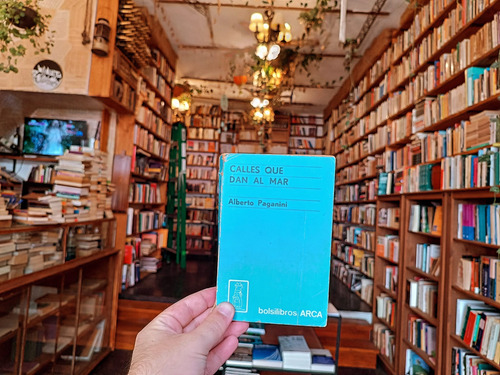 CALLES QUE
DAN AL MAR
Alberto Paganini
bolsilibros ARCA